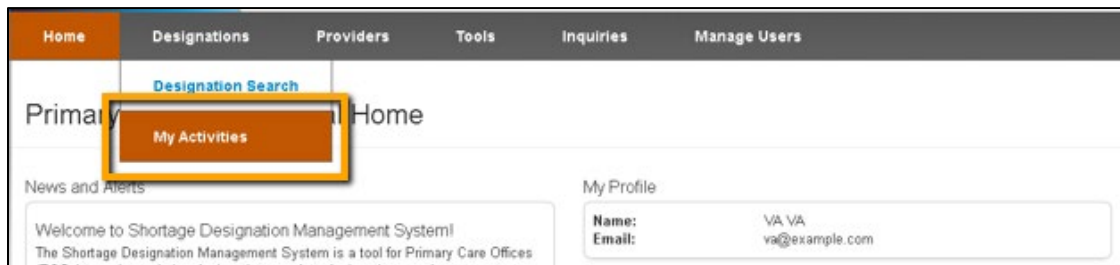 Home Designations Providers Tools Inquiries Manage Users
Designation Search
Primary Home
My Activities
News and Alerts
Welcome to Shortage Designation Management System!
The Shortage Designation Management System is a tool for Primary Care Offices
My Profile
Name: VA VA
Email: va@example.com